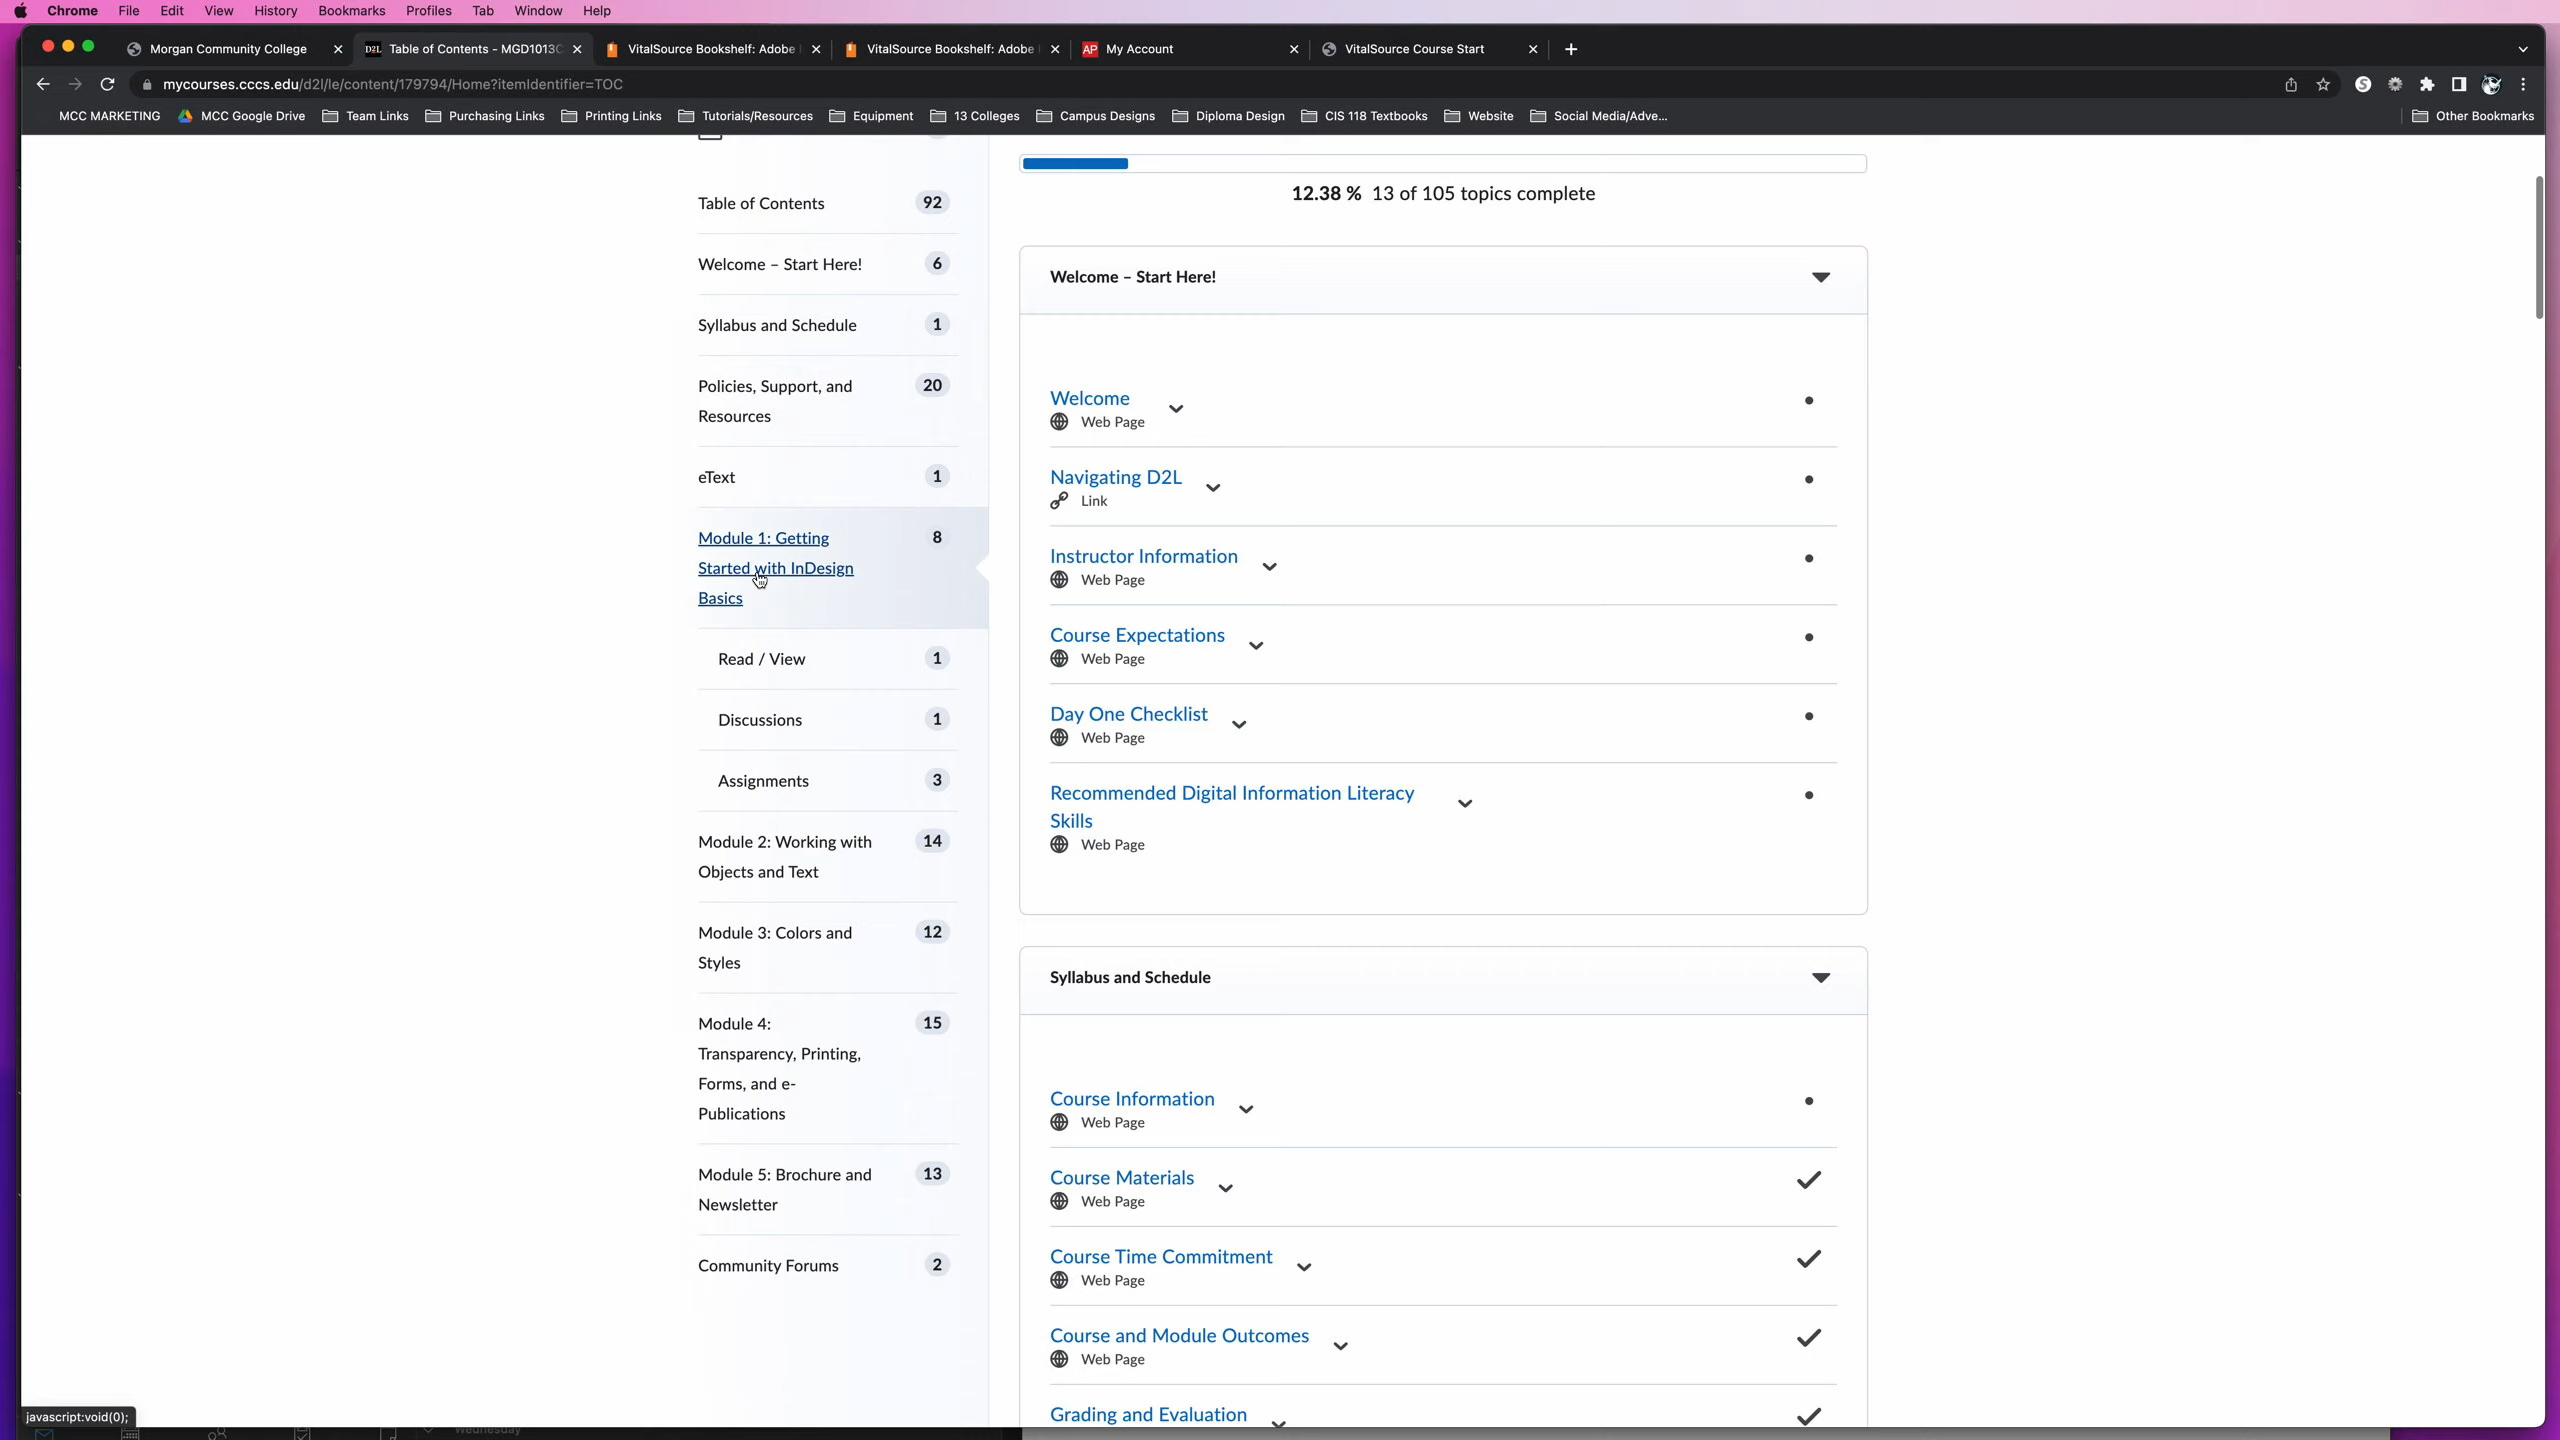 Chrome File Edit View History Bookmarks Profiles Tab Window Help
Morgan Community College
Table of Contents - MGD1013C
VitalSource Bookshelf: Adobe
VitalSource Bookshelf: Adobe
AP My Account
VitalSource Course Start
mycourses.cccs.edu/d2l/le/content/179794/Home?itemIdentifier=TOC
MCC MARKETING
MCC Google Drive
Team Links
Purchasing Links
Printing Links
Tutorials/Resources
Equipment
13 Colleges
Campus Designs
Diploma Design
CIS 118 Textbooks
Website
Social Media/Adve...
Other Bookmarks
Table of Contents 92
Welcome – Start Here! 6
Syllabus and Schedule 1
Policies, Support, and 20
Resources
eText 1
Module 1: Getting 8
Started with InDesign
Basics
Read / View 1
Discussions 1
Assignments 3
Module 2: Working with 14
Objects and Text
Module 3: Colors and 12
Styles
Module 4: 15
Transparency, Printing,
Forms, and e-
Publications
Module 5: Brochure and 13
Newsletter
Community Forums 2
12.38 % 13 of 105 topics complete
Welcome – Start Here!
Welcome
Web Page
Navigating D2L
Link
Instructor Information
Web Page
Course Expectations
Web Page
Day One Checklist
Web Page
Recommended Digital Information Literacy
Skills
Web Page
Syllabus and Schedule
Course Information
Web Page
Course Materials
Web Page
Course Time Commitment
Web Page
Course and Module Outcomes
Web Page
Grading and Evaluation
javascript:void(0);
Wednesday